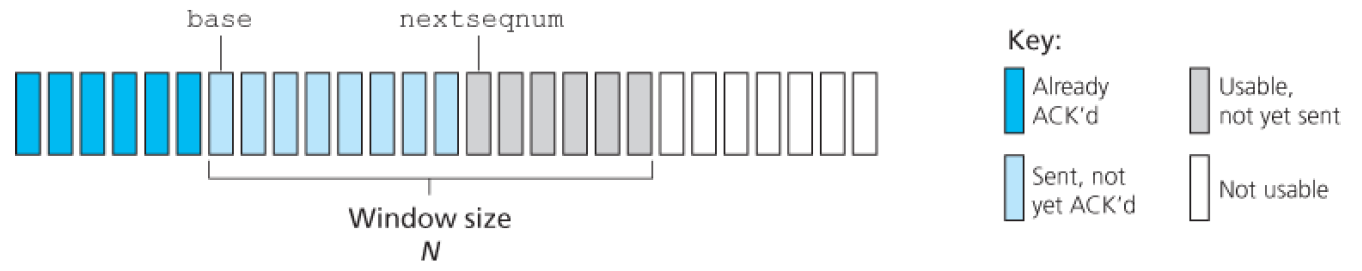 base
nextseqnum
Window size
N
Key:
Already
ACK'd
Usable,
not yet sent
Sent, not
yet ACK'd
Not usable